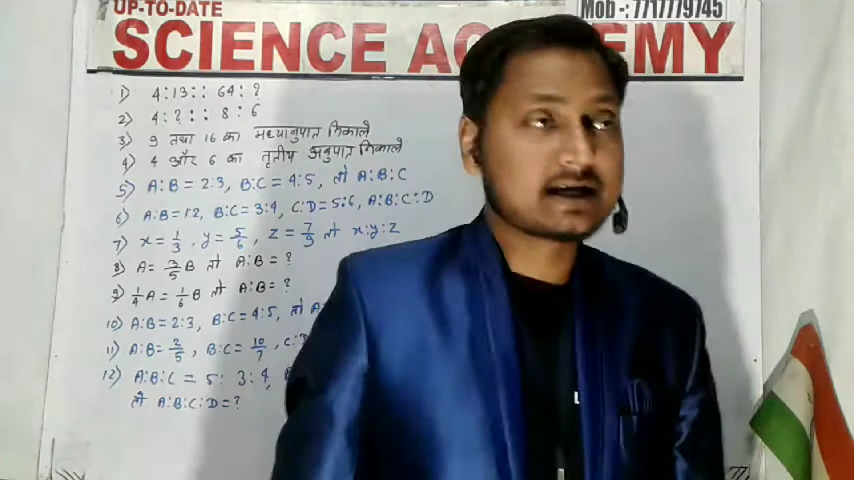 UP-TO-DATE
Mob-:7717779145
SCIENCE AC EMY
1) 4:13:: 64: ?
2) 4: ? :: 8 : 6
3) 9 तथा 16 का मध्यानुपात निकाले
4) 4 और 6 का तृतीय अनुपात निकाले
5) A:B = 2:3, B:C = 4:5, तो A:B:C
6) A:B = 1:2, B:C = 3:4, C:D = 5:6, A:B:C:D
7) x = 1/3, y = 5/6, z = 7/9 तो x:y:z
8) A = 3/5 B तो A:B = ?
9) 1/4 A = 1/6 B तो A:B = ?
10) A:B = 2:3, B:C = 4:5, तो A:
11) A:B = 2/5, B:C = 10/7, C:D
12) A:B:C = 5: 3: 4,
तो A:B:C:D = ?